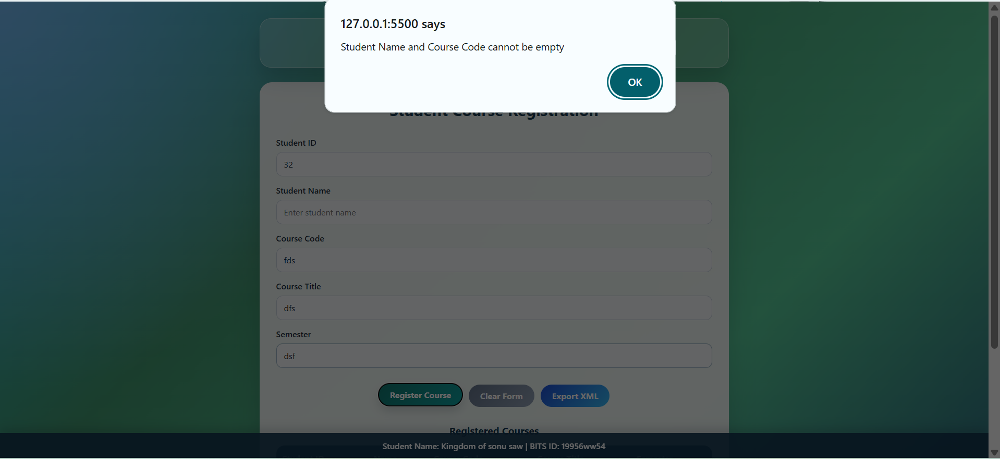 127.0.0.1:5500 says
Student Name and Course Code cannot be empty
OK
Student Course Registration
Student ID
32
Student Name
Enter student name
Course Code
fds
Course Title
dfs
Semester
dsf
Register Course Clear Form Export XML
Registered Courses
Student Name: Kingdom of sonu saw | BITS ID: 19956ww54